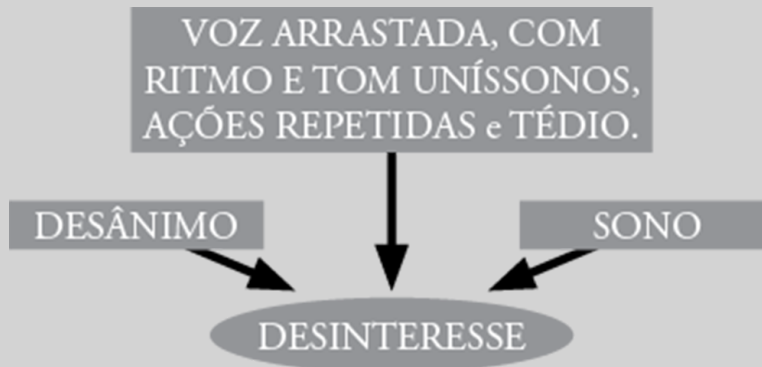 VOZ ARRASTADA, COM
RITMO E TOM UNÍSSONOS,
AÇÕES REPETIDAS e TÉDIO.
DESÂNIMO
SONO
DESINTERESSE